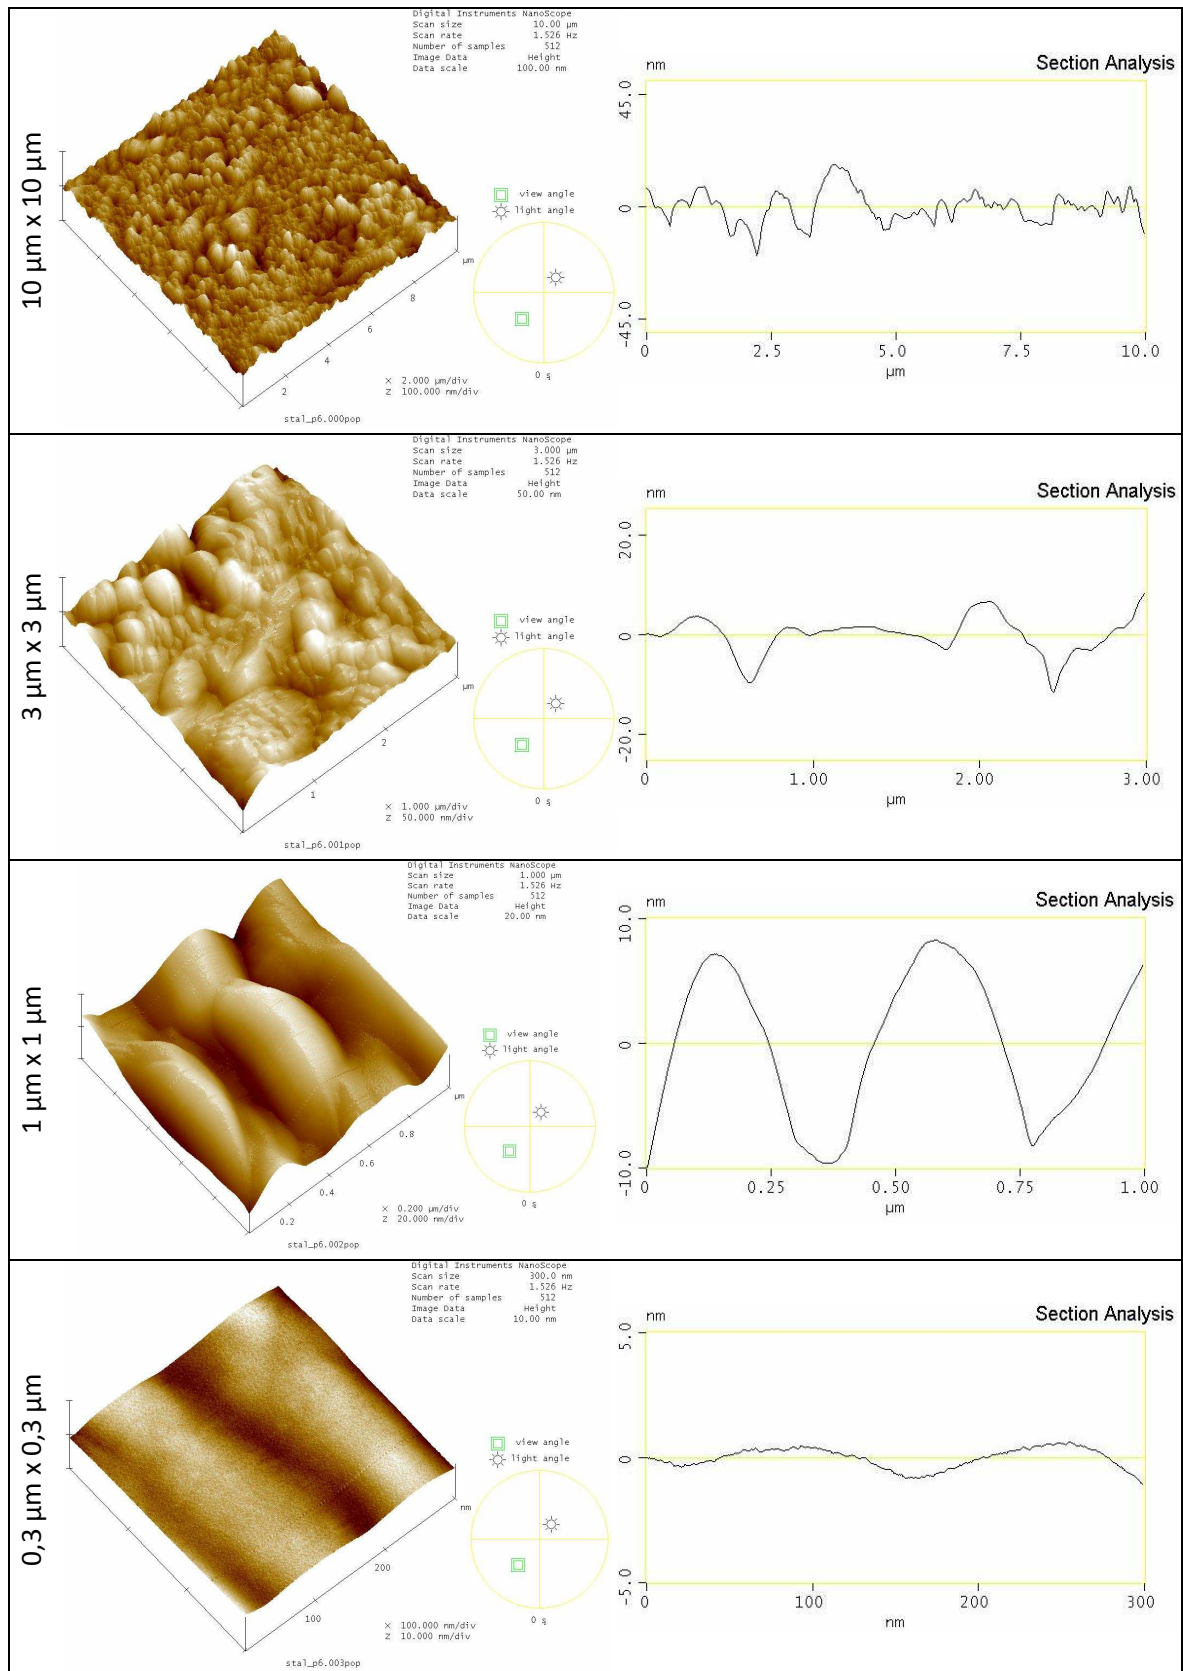 10 µm x 10 µm
Digital Instruments NanoScope
Scan size 10.00 µm
Scan rate 1.526 Hz
Number of samples 512
Image Data Height
Data scale 100.00 nm
view angle
light angle
0 §
µm
8
6
4
2
X 2.000 µm/div
Z 100.000 nm/div
stal_p6.000pop
nm
Section Analysis
45.0
0
-45.0
0 2.5 5.0 7.5 10.0
µm
3 µm x 3 µm
Digital Instruments NanoScope
Scan size 3.000 µm
Scan rate 1.526 Hz
Number of samples 512
Image Data Height
Data scale 50.00 nm
view angle
light angle
0 §
µm
2
1
X 1.000 µm/div
Z 50.000 nm/div
stal_p6.001pop
nm
Section Analysis
20.0
0
-20.0
0 1.00 2.00 3.00
µm
1 µm x 1 µm
Digital Instruments NanoScope
Scan size 1.000 µm
Scan rate 1.526 Hz
Number of samples 512
Image Data Height
Data scale 20.00 nm
view angle
light angle
0 §
µm
0.8
0.6
0.4
0.2
X 0.200 µm/div
Z 20.000 nm/div
stal_p6.002pop
nm
Section Analysis
10.0
0
-10.0
0 0.25 0.50 0.75 1.00
µm
0,3 µm x 0,3 µm
Digital Instruments NanoScope
Scan size 300.0 nm
Scan rate 1.526 Hz
Number of samples 512
Image Data Height
Data scale 10.00 nm
view angle
light angle
0 §
nm
200
100
X 100.000 nm/div
Z 10.000 nm/div
stal_p6.003pop
nm
Section Analysis
5.0
0
-5.0
0 100 200 300
nm